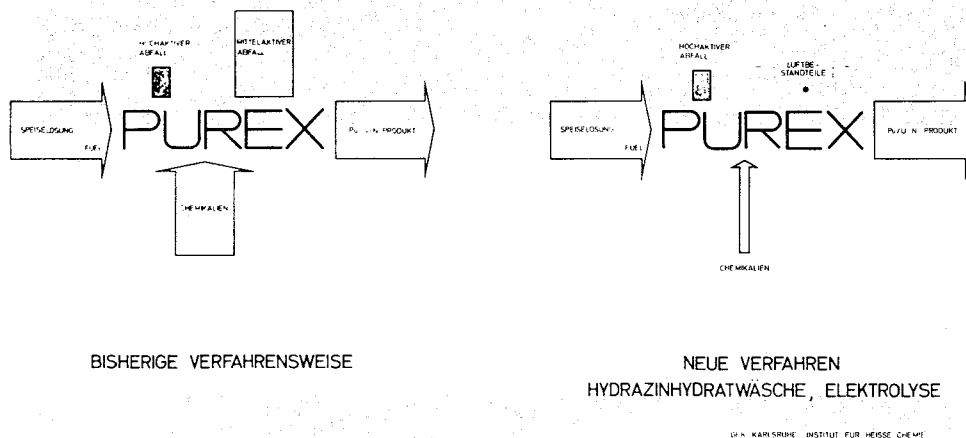 HOCHAKTIVER
ABFALL
MITTELAKTIVER
ABFALL
SPEISELÖSUNG
FUEL
PUREX
PRODUKT
CHEMIKALIEN
BISHERIGE VERFAHRENSWEISE
HOCHAKTIVER
ABFALL
LUFTBE-
STANDTEILE
SPEISELÖSUNG
FUEL
PUREX
PU/U N PRODUKT
CHEMIKALIEN
NEUE VERFAHREN
HYDRAZINHYDRATWÄSCHE, ELEKTROLYSE
KARLSRUHE INSTITUT FÜR HEISSE CHEMIE